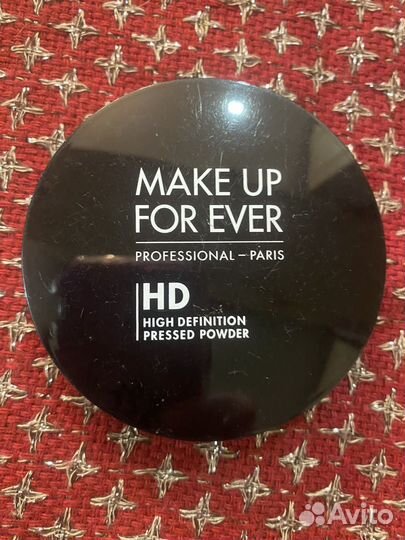 MAKE UP
FOR EVER
PROFESSIONAL – PARIS
HD
HIGH DEFINITION
PRESSED POWDER
Avito